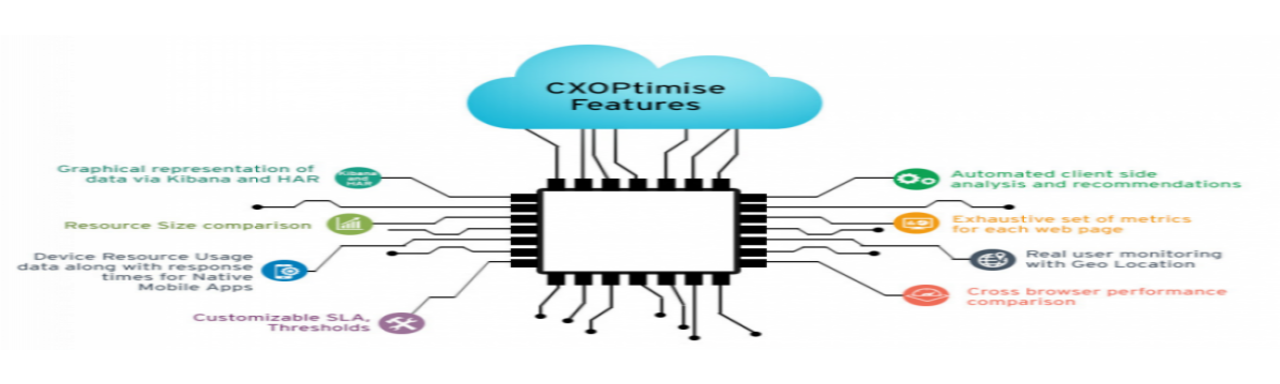 CXOPtimise
Features
Graphical representation of
data via Kibana and HAR
Kibana
and
HAR
Resource Size comparison
Device Resource Usage
data along with response
times for Native
Mobile Apps
Customizable SLA,
Thresholds
Automated client side
analysis and recommendations
Exhaustive set of metrics
for each web page
Real user monitoring
with Geo Location
Cross browser performance
comparison